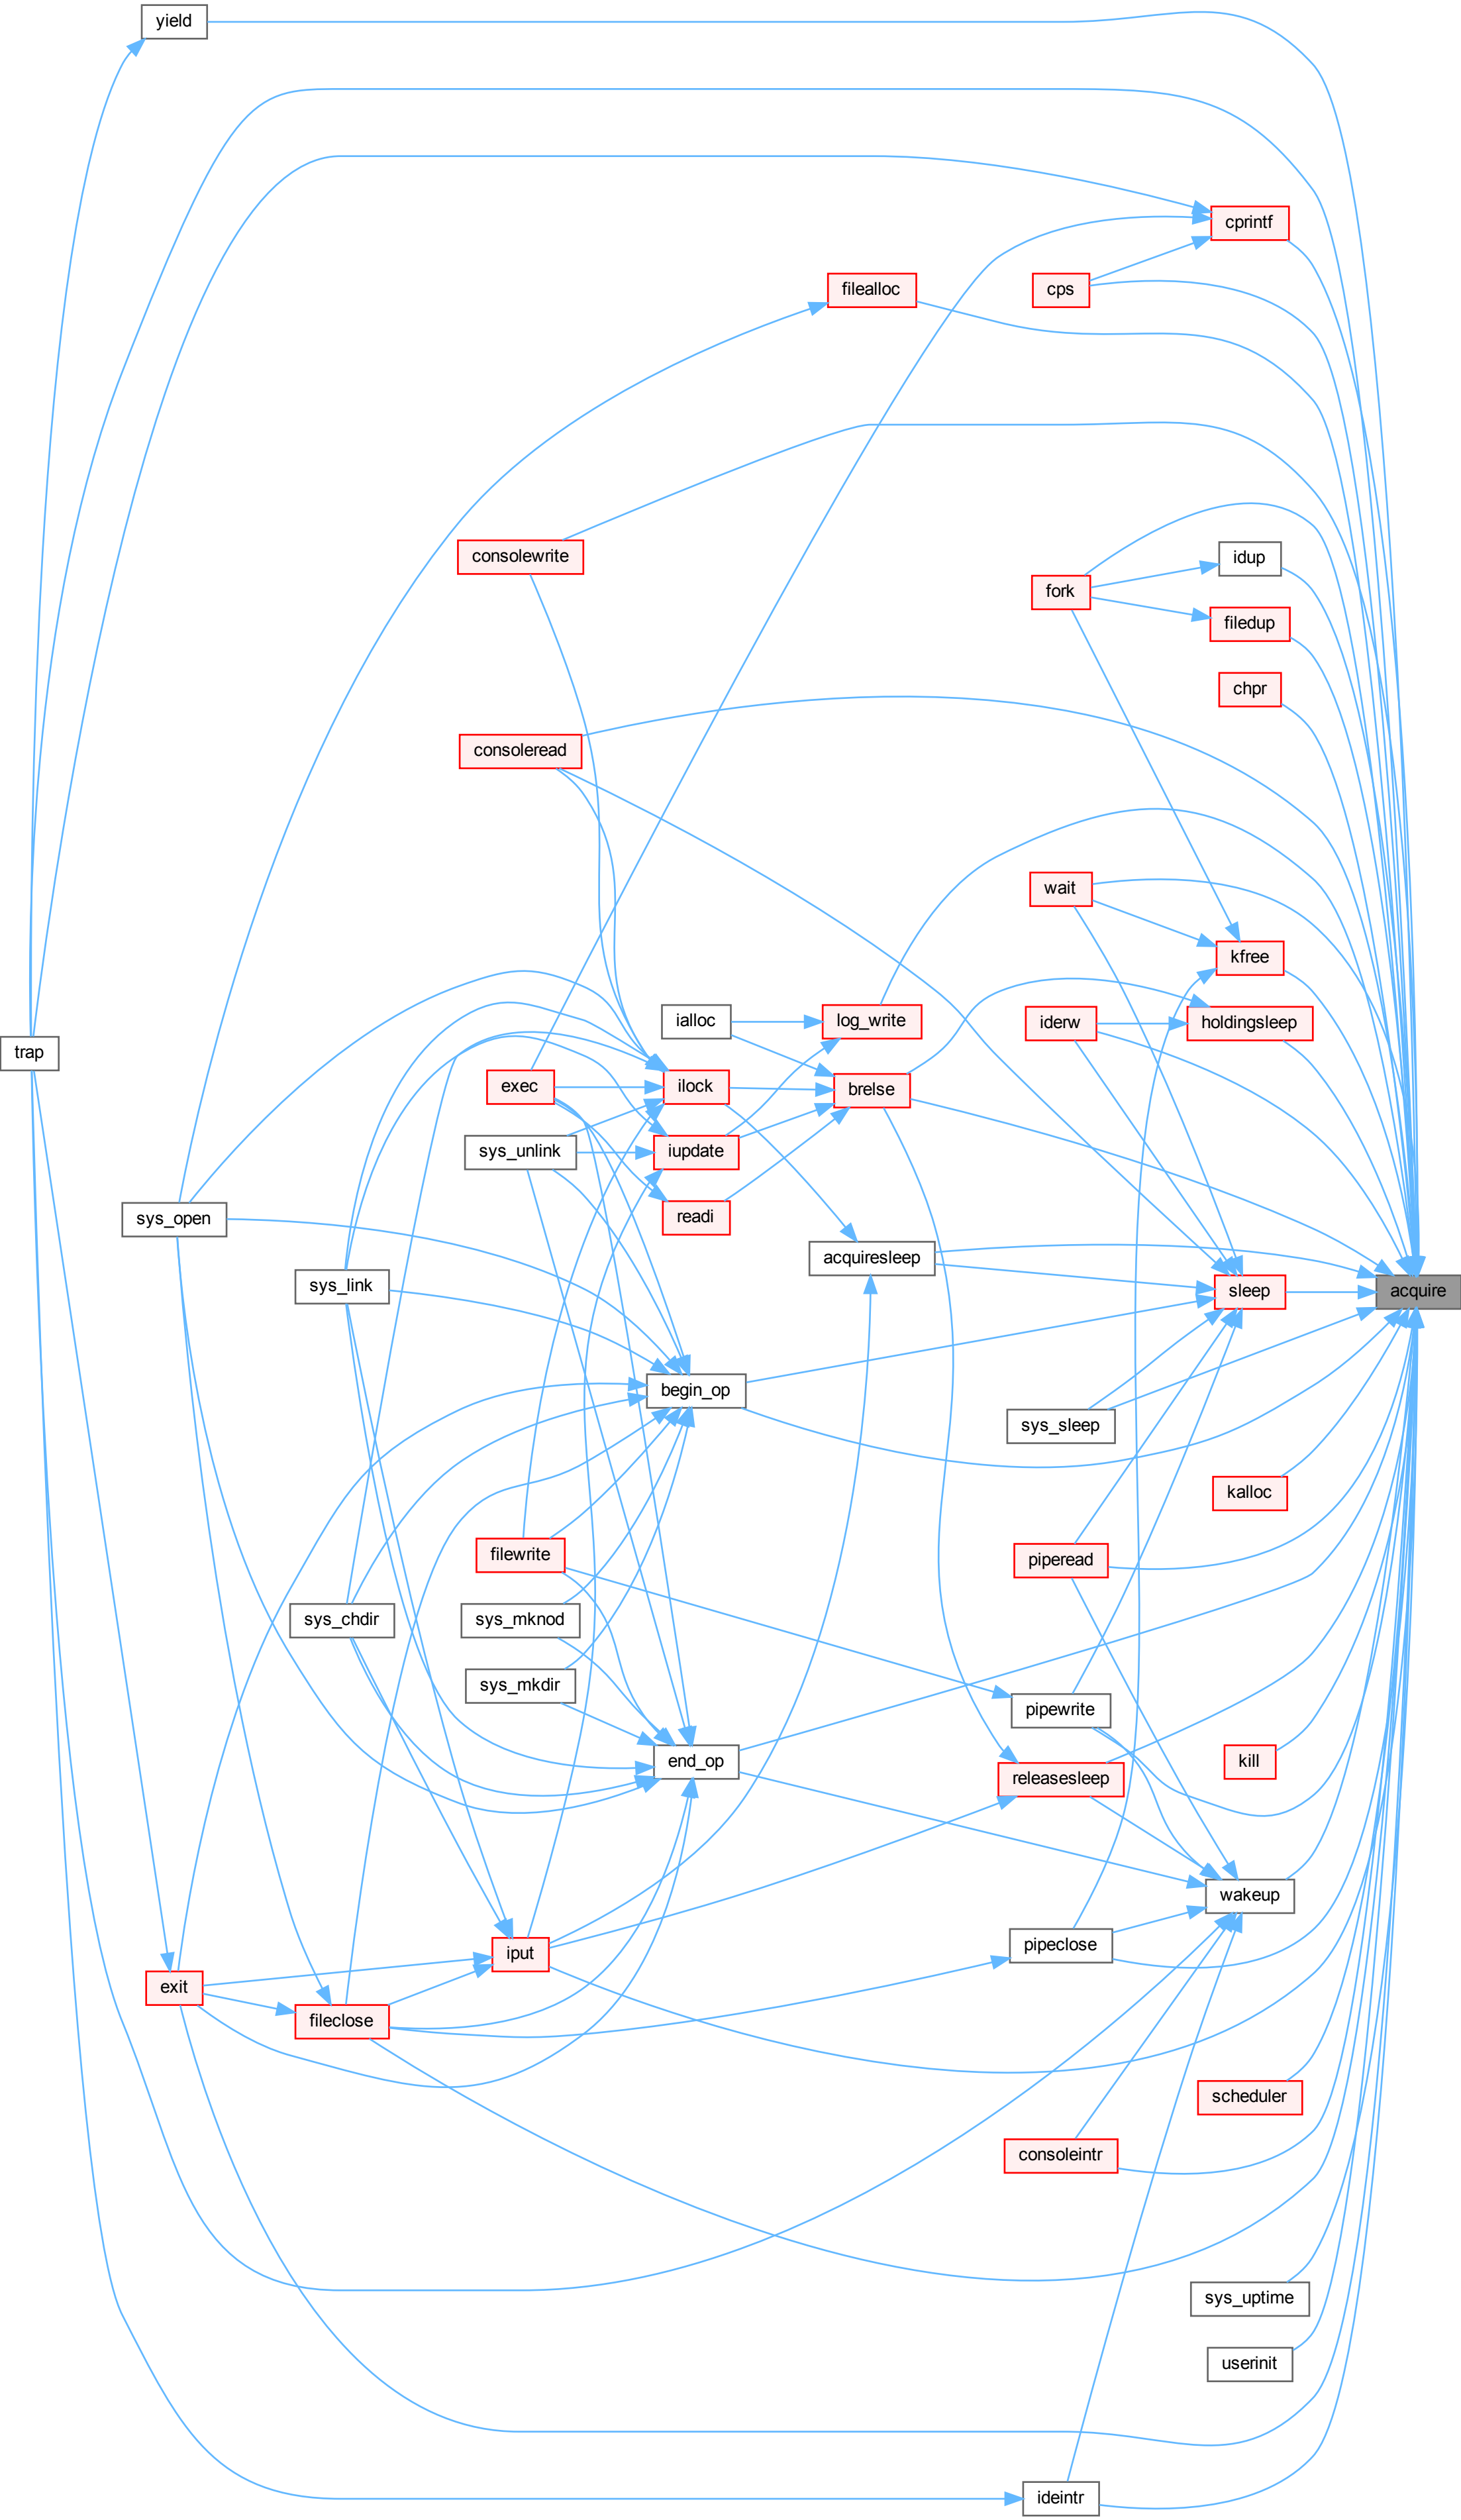 yield
cprintf
filealloc
cps
consolewrite
idup
fork
filedup
chpr
consoleread
wait
kfree
ialloc
log_write
iderw
holdingsleep
trap
exec
ilock
brelse
sys_unlink
iupdate
readi
sys_open
acquiresleep
sys_link
sleep
acquire
begin_op
sys_sleep
kalloc
filewrite
piperead
sys_chdir
sys_mknod
sys_mkdir
pipewrite
end_op
releasesleep
kill
wakeup
pipeclose
iput
exit
fileclose
scheduler
consoleintr
sys_uptime
userinit
ideintr